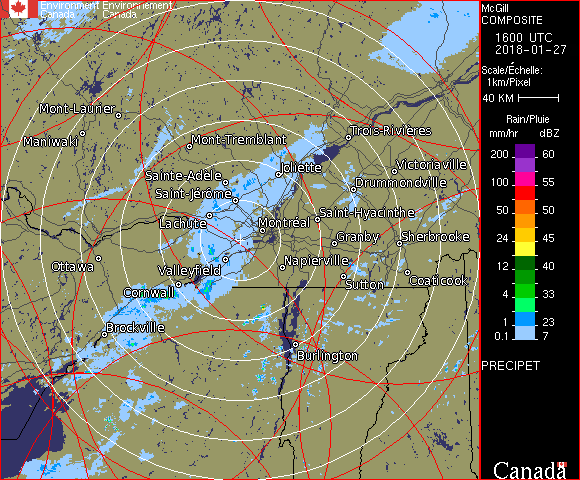 Environment Environnement
Canada Canada
McGill
COMPOSITE
1600 UTC
2018-01-27
Scale/Échelle:
1km/Pixel
40 KM
Rain/Pluie
mm/hr dBZ
200 60
100 55
50 50
24 45
12 40
4 33
1 23
0.1 7
PRECIPET
Canada
Mont-Laurier
Maniwaki
Mont-Tremblant
Trois-Rivières
Sainte-Adèle
Joliette
Victoriaville
Saint-Jérôme
Drummondville
Lachute
Montréal
Saint-Hyacinthe
Granby
Sherbrooke
Ottawa
Valleyfield
Napierville
Cornwall
Sutton
Coaticook
Brockville
Burlington